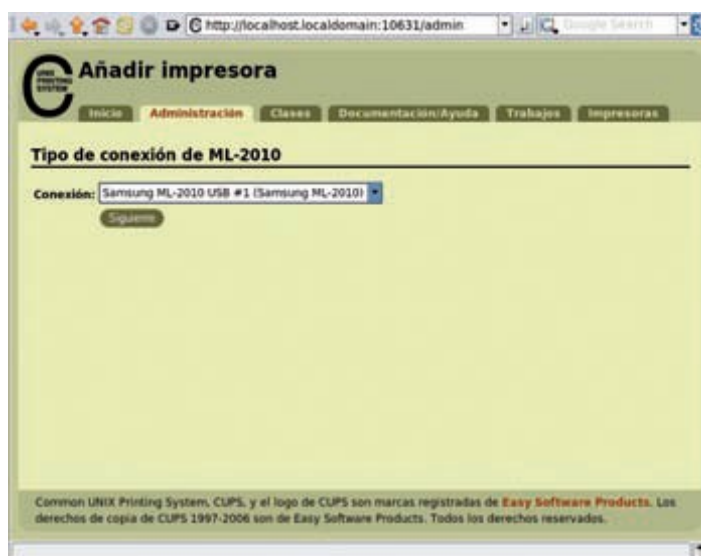 http://localhost.localdomain:10631/admin
Google Search
UNIX PRINTING SYSTEM
Añadir impresora
Inicio Administración Clases Documentación/Ayuda Trabajos Impresoras
Tipo de conexión de ML-2010
Conexión: Samsung ML-2010 USB #1 (Samsung ML-2010)
Siguiente
Common UNIX Printing System, CUPS, y el logo de CUPS son marcas registradas de Easy Software Products. Los
derechos de copia de CUPS 1997-2006 son de Easy Software Products. Todos los derechos reservados.